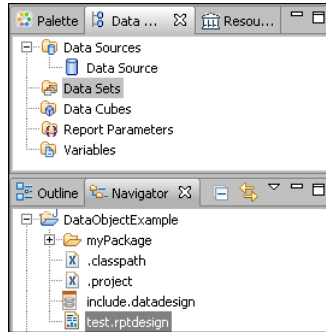 Palette Data ... Resou...
Data Sources
Data Source
Data Sets
Data Cubes
Report Parameters
Variables
Outline Navigator
DataObjectExample
myPackage
.classpath
.project
include.datadesign
test.rptdesign